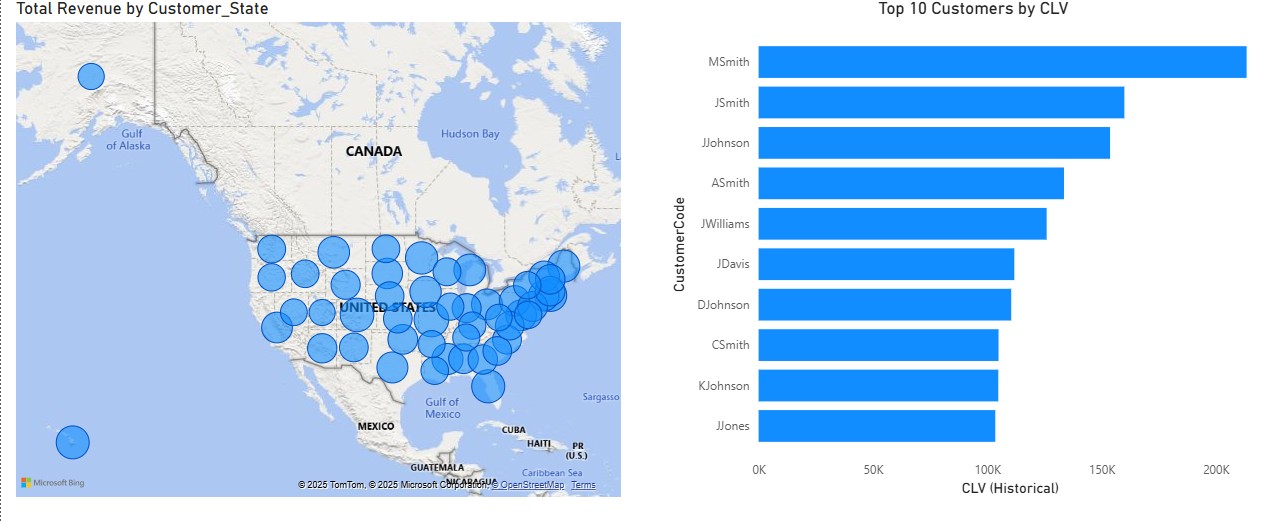 Total Revenue by Customer_State
Gulf
of Alaska
CANADA
Hudson Bay
UNITED STATES
Gulf of
Mexico
MEXICO
Sargasso
CUBA
HAITI
PR
(U.S.)
GUATEMALA
Caribbean Sea
NICARAGUA
Microsoft Bing
© 2025 TomTom, © 2025 Microsoft Corporation, © OpenStreetMap Terms
Top 10 Customers by CLV
CustomerCode
MSmith
JSmith
JJohnson
ASmith
JWilliams
JDavis
DJohnson
CSmith
KJohnson
JJones
0K 50K 100K 150K 200K
CLV (Historical)